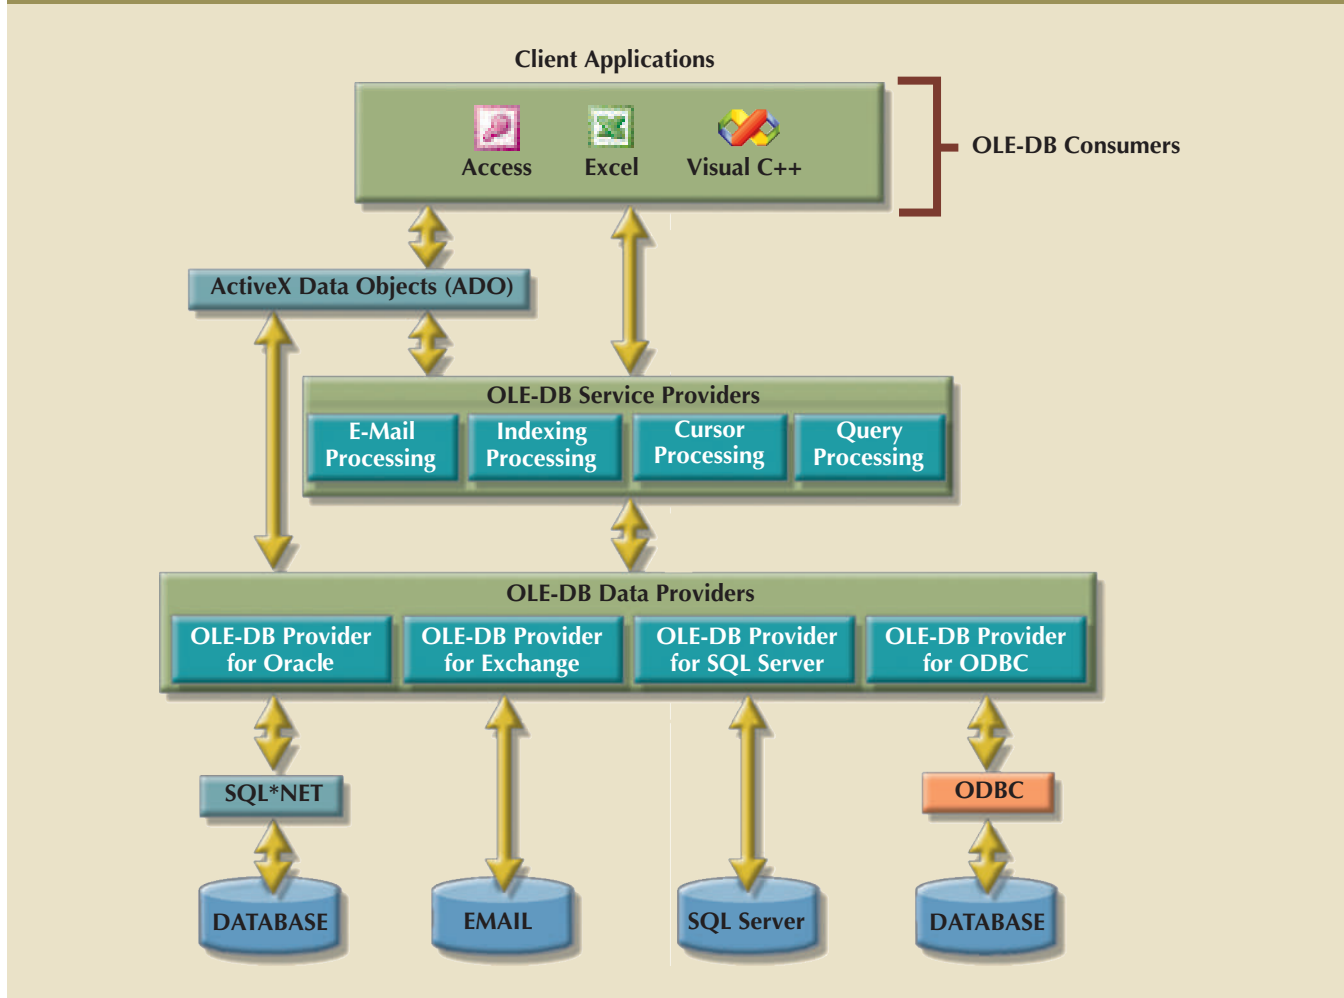 Client Applications
Access
Excel
Visual C++
OLE-DB Consumers
ActiveX Data Objects (ADO)
OLE-DB Service Providers
E-Mail
Processing
Indexing
Processing
Cursor
Processing
Query
Processing
OLE-DB Data Providers
OLE-DB Provider
for Oracle
OLE-DB Provider
for Exchange
OLE-DB Provider
for SQL Server
OLE-DB Provider
for ODBC
SQL*NET
ODBC
DATABASE
EMAIL
SQL Server
DATABASE